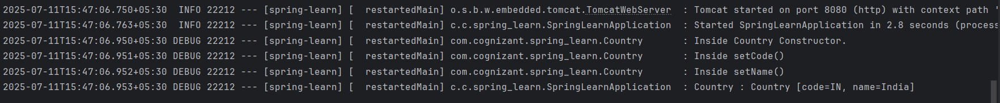 2025-07-11T15:47:06.750+05:30  INFO 22212 --- [spring-learn] [  restartedMain] o.s.b.w.embedded.tomcat.TomcatWebServer  : Tomcat started on port 8080 (http) with context path '
2025-07-11T15:47:06.763+05:30  INFO 22212 --- [spring-learn] [  restartedMain] c.c.spring_learn.SpringLearnApplication  : Started SpringLearnApplication in 2.8 seconds (process
2025-07-11T15:47:06.950+05:30 DEBUG 22212 --- [spring-learn] [  restartedMain] com.cognizant.spring_learn.Country       : Inside Country Constructor.
2025-07-11T15:47:06.951+05:30 DEBUG 22212 --- [spring-learn] [  restartedMain] com.cognizant.spring_learn.Country       : Inside setCode()
2025-07-11T15:47:06.952+05:30 DEBUG 22212 --- [spring-learn] [  restartedMain] com.cognizant.spring_learn.Country       : Inside setName()
2025-07-11T15:47:06.953+05:30 DEBUG 22212 --- [spring-learn] [  restartedMain] c.c.spring_learn.SpringLearnApplication  : Country : Country [code=IN, name=India]